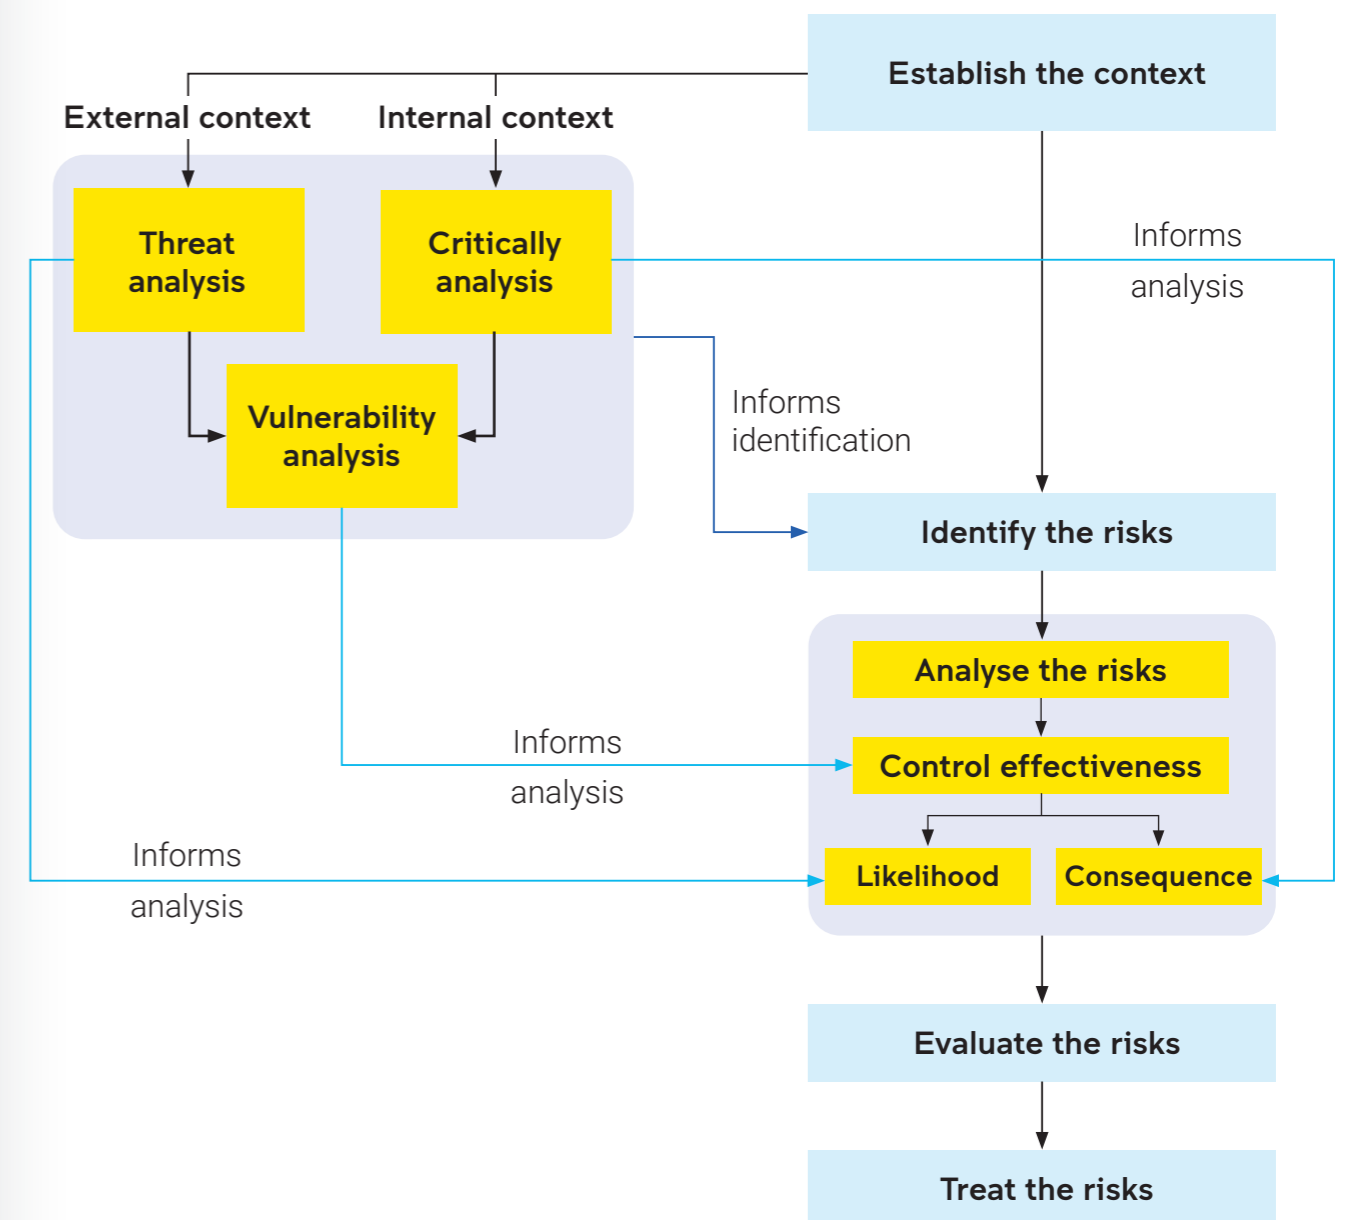 Establish the context
External context
Internal context
Threat
analysis
Critically
analysis
Informs
analysis
Vulnerability
analysis
Informs
identification
Identify the risks
Analyse the risks
Informs
analysis
Control effectiveness
Informs
analysis
Likelihood
Consequence
Evaluate the risks
Treat the risks